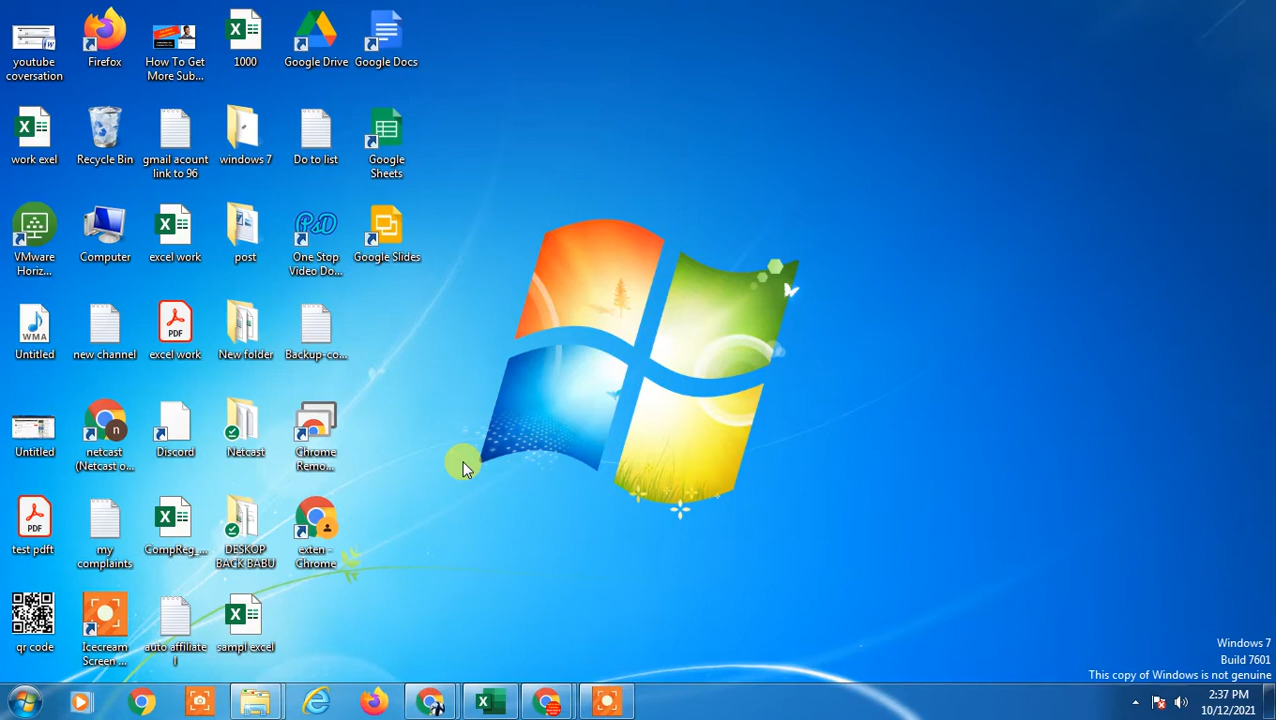 youtube
coversation
Firefox
How To Get
More Sub...
1000
Google Drive
Google Docs
work exel
Recycle Bin
gmail acount
link to 96
windows 7
Do to list
Google
Sheets
VMware
Horiz...
Computer
excel work
post
PSD
One Stop
Video Do...
Google Slides
WMA
Untitled
new channel
PDF
excel work
New folder
Backup-co...
Untitled
n
netcast
(Netcast o...
Discord
Netcast
Chrome
Remo...
PDF
test pdft
my
complaints
CompReg_...
DESKOP
BACK BABU
exten -
Chrome
qr code
Icecream
Screen ...
auto affiliate
l
sampl excel
Windows 7
Build 7601
This copy of Windows is not genuine
2:37 PM
10/12/2021